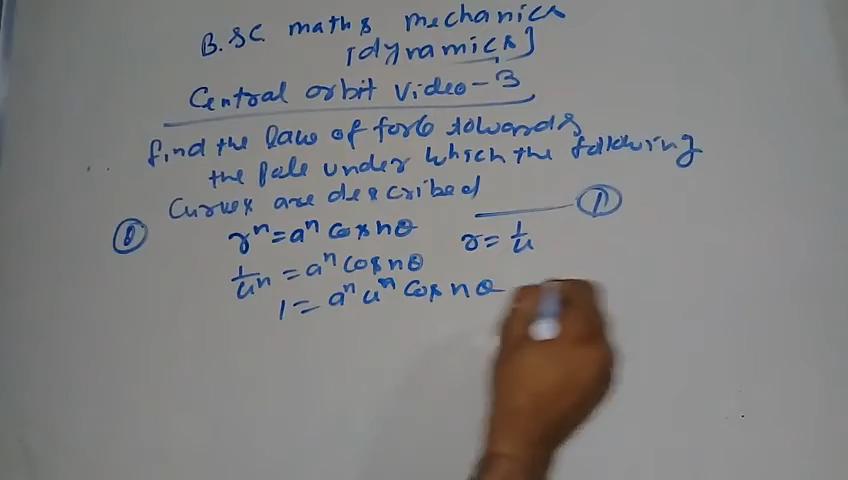 B.SC maths mechanics
[dynamics]
Central orbit video-3
find the law of force towards
the pole under which the following
curves are described
① rⁿ=aⁿ cos nθ ——— ①
r=1/u
1/uⁿ = aⁿ cos nθ
1= aⁿ uⁿ cos nθ